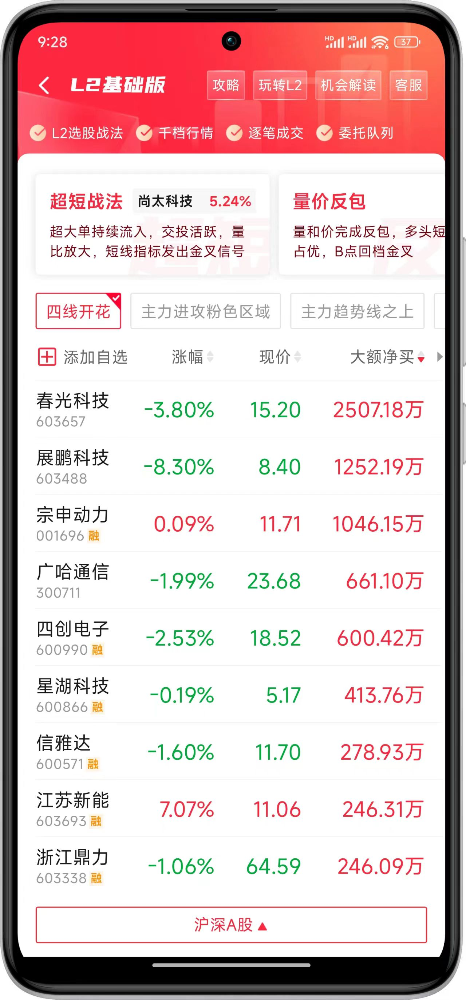 9:28
HD HD 6 37
L2基础版
攻略 玩转L2 机会解读 客服
L2选股战法 千档行情 逐笔成交 委托队列
超短战法 尚太科技 5.24%
超大单持续流入，交投活跃，量
比放大，短线指标发出金叉信号
量价反包
量和价完成反包，多头短
占优，B点回档金叉
四线开花 主力进攻粉色区域 主力趋势线之上
添加自选 涨幅 现价 大额净买
春光科技 -3.80% 15.20 2507.18万
603657
展鹏科技 -8.30% 8.40 1252.19万
603488
宗申动力 0.09% 11.71 1046.15万
001696 融
广哈通信 -1.99% 23.68 661.10万
300711
四创电子 -2.53% 18.52 600.42万
600990 融
星湖科技 -0.19% 5.17 413.76万
600866 融
信雅达 -1.60% 11.70 278.93万
600571 融
江苏新能 7.07% 11.06 246.31万
603693 融
浙江鼎力 -1.06% 64.59 246.09万
603338 融
沪深A股